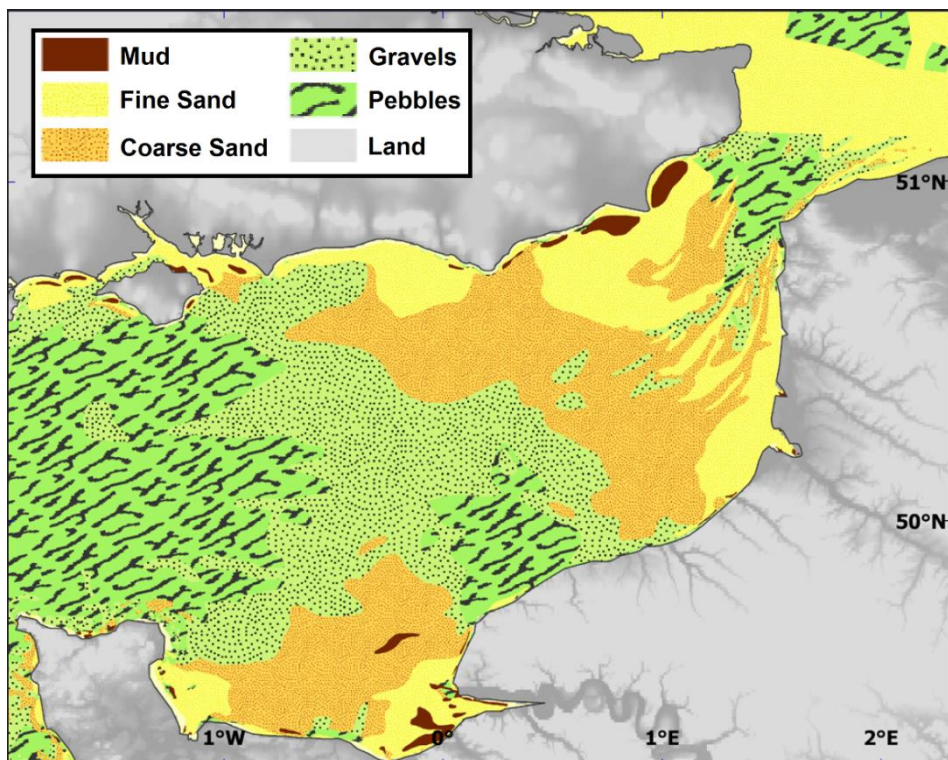 Mud
Gravels
Fine Sand
Pebbles
Coarse Sand
Land
51°N
50°N
1°W
0°
1°E
2°E